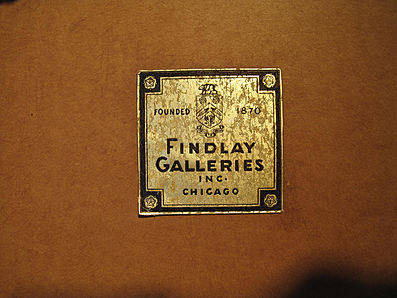 FOUNDED 1870
FINDLAY
GALLERIES
INC.
CHICAGO